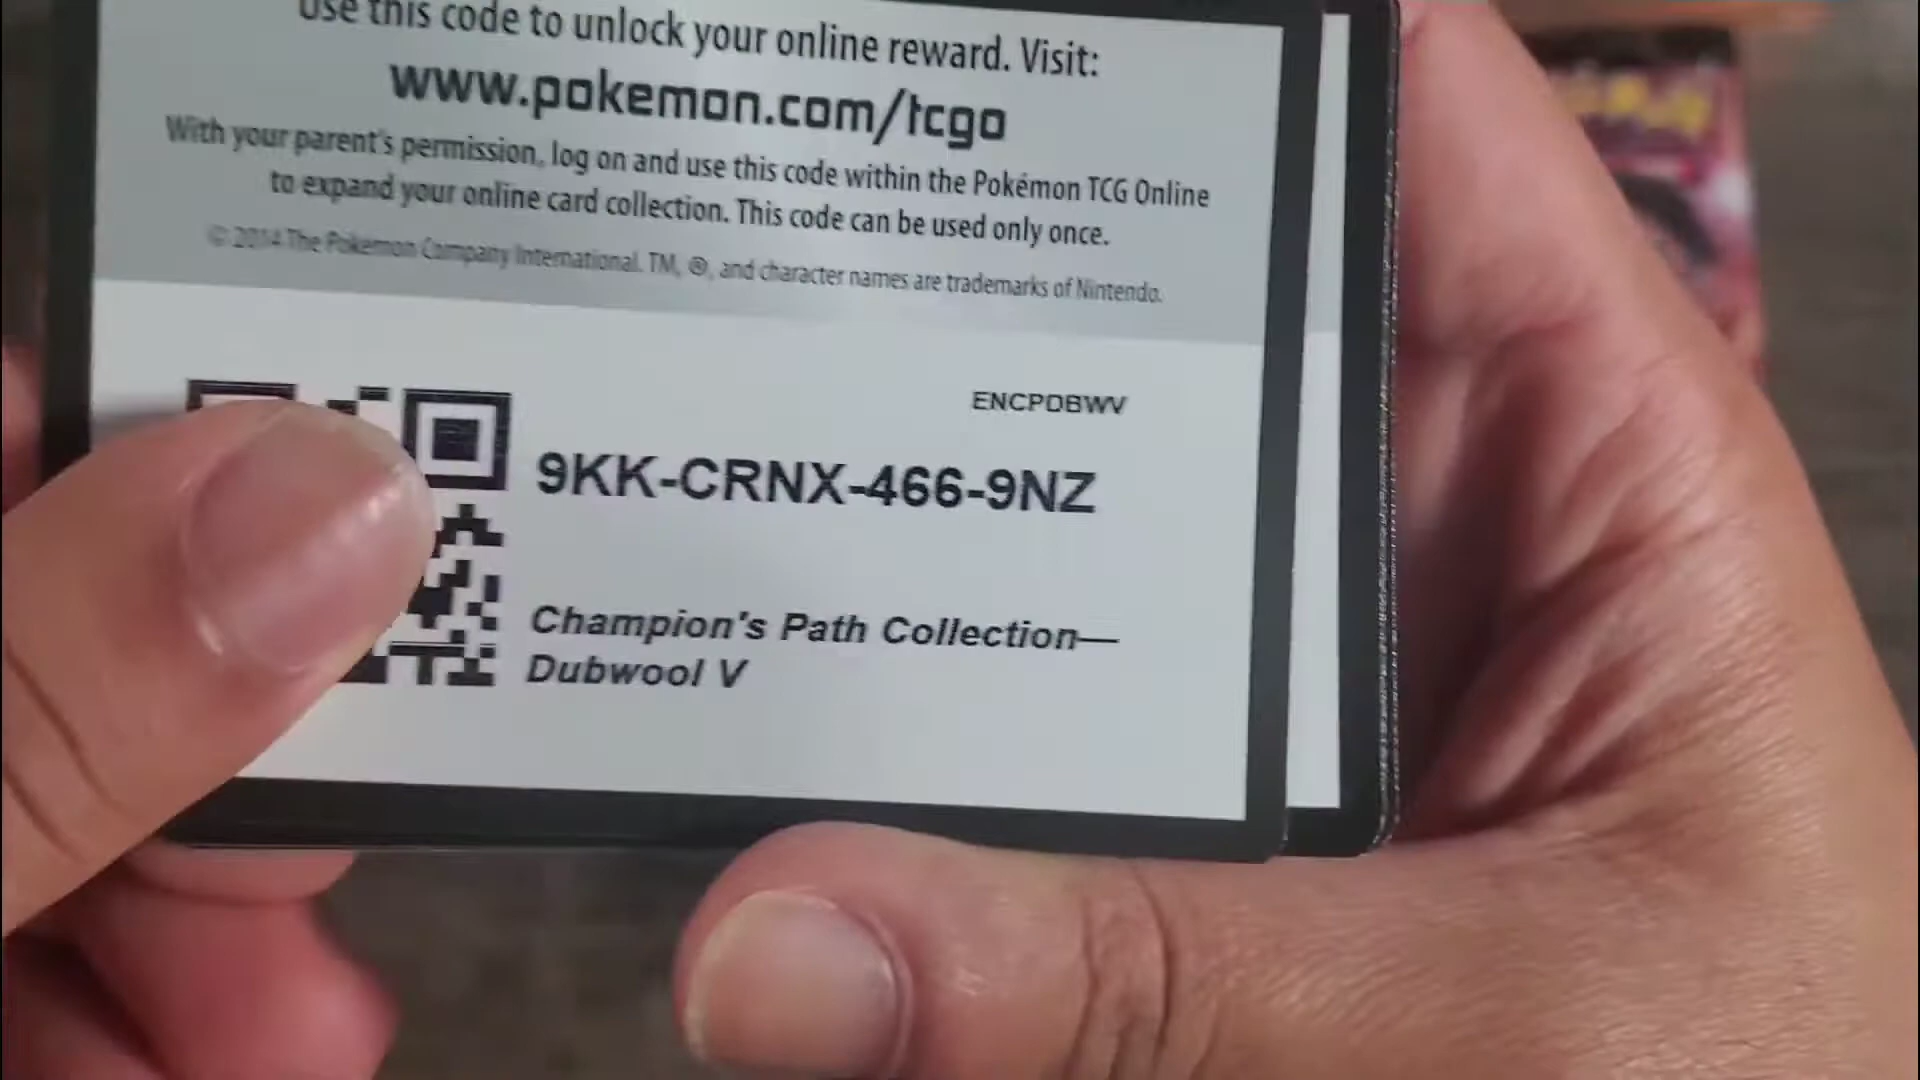 Use this code to unlock your online reward. Visit:
www.pokemon.com/tcgo
With your parent's permission, log on and use this code within the Pokémon TCG Online
to expand your online card collection. This code can be used only once.
© 2014 The Pokémon Company International. TM, ®, and character names are trademarks of Nintendo.
ENCPDBWV
9KK-CRNX-466-9NZ
Champion's Path Collection—
Dubwool V